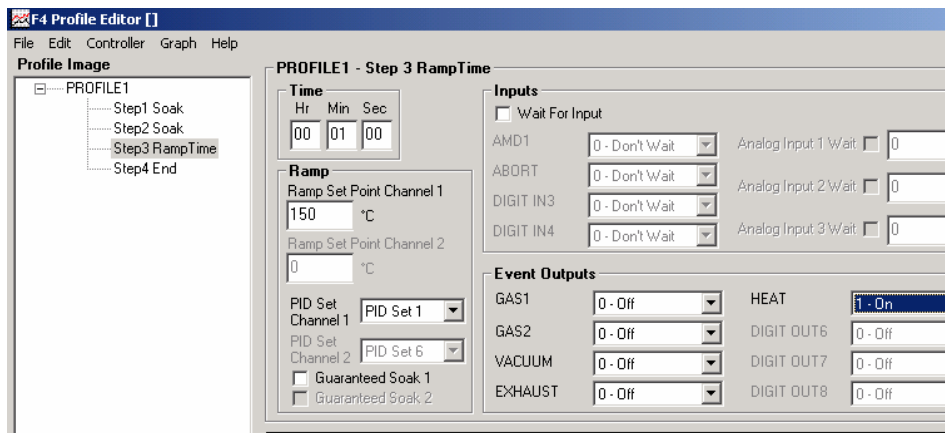 F4 Profile Editor []
File Edit Controller Graph Help
Profile Image
PROFILE1
Step1 Soak
Step2 Soak
Step3 RampTime
Step4 End
PROFILE1 - Step 3 RampTime
Time
Hr Min Sec
00 01 00
Ramp
Ramp Set Point Channel 1
150 °C
Ramp Set Point Channel 2
0 °C
PID Set Channel 1 PID Set 1
PID Set Channel 2 PID Set 6
Guaranteed Soak 1
Guaranteed Soak 2
Inputs
Wait For Input
AMD1 0 - Don't Wait Analog Input 1 Wait 0
ABORT 0 - Don't Wait Analog Input 2 Wait 0
DIGIT IN3 0 - Don't Wait Analog Input 3 Wait 0
DIGIT IN4 0 - Don't Wait
Event Outputs
GAS1 0 - Off HEAT 1 - On
GAS2 0 - Off DIGIT OUT6 0 - Off
VACUUM 0 - Off DIGIT OUT7 0 - Off
EXHAUST 0 - Off DIGIT OUT8 0 - Off